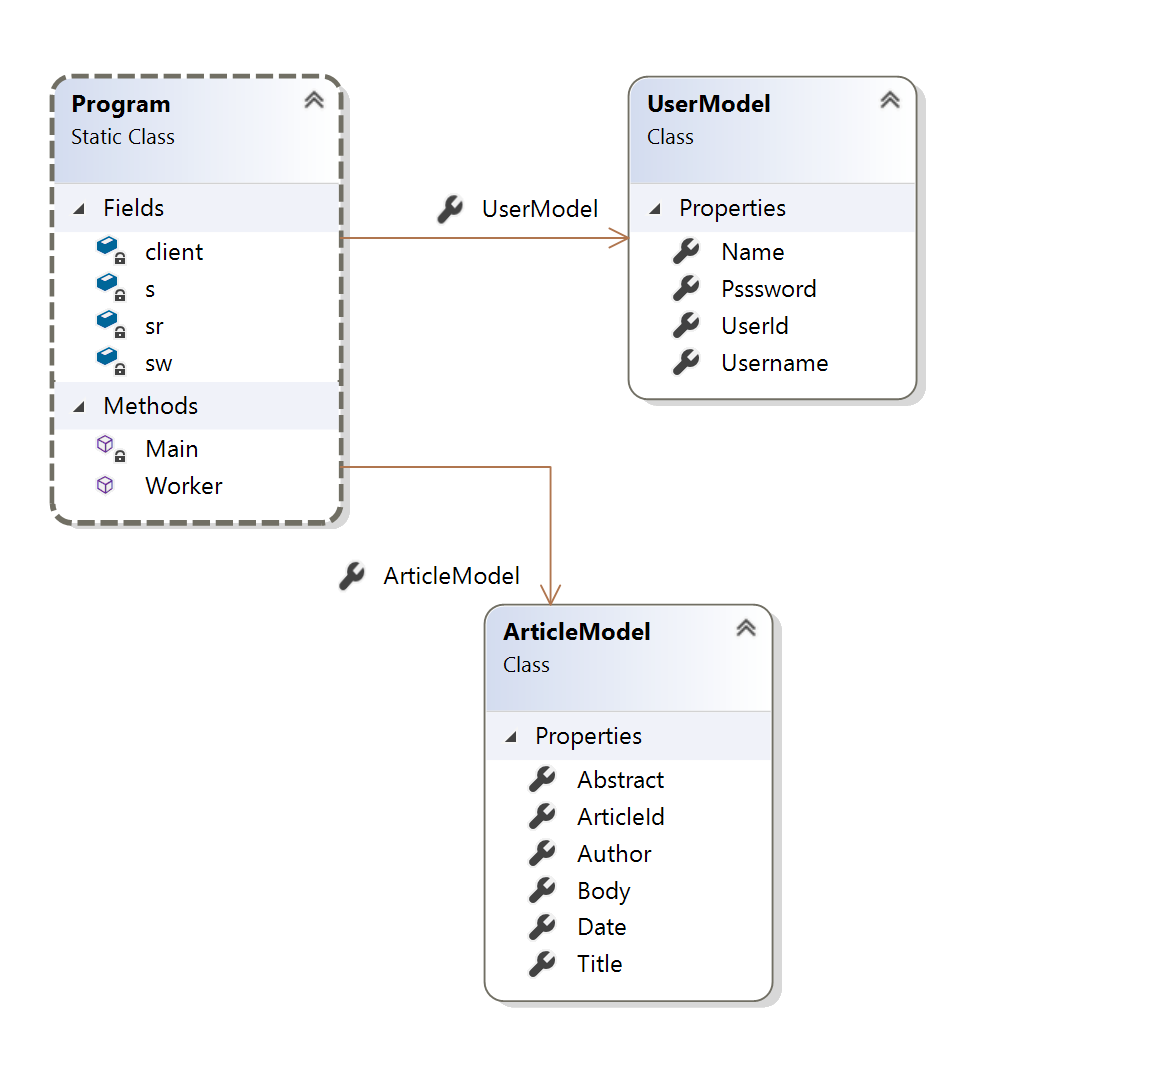 Program
Static Class
Fields
client
s
sr
sw
Methods
Main
Worker
UserModel
UserModel
Class
Properties
Name
Psssword
UserId
Username
ArticleModel
ArticleModel
Class
Properties
Abstract
ArticleId
Author
Body
Date
Title